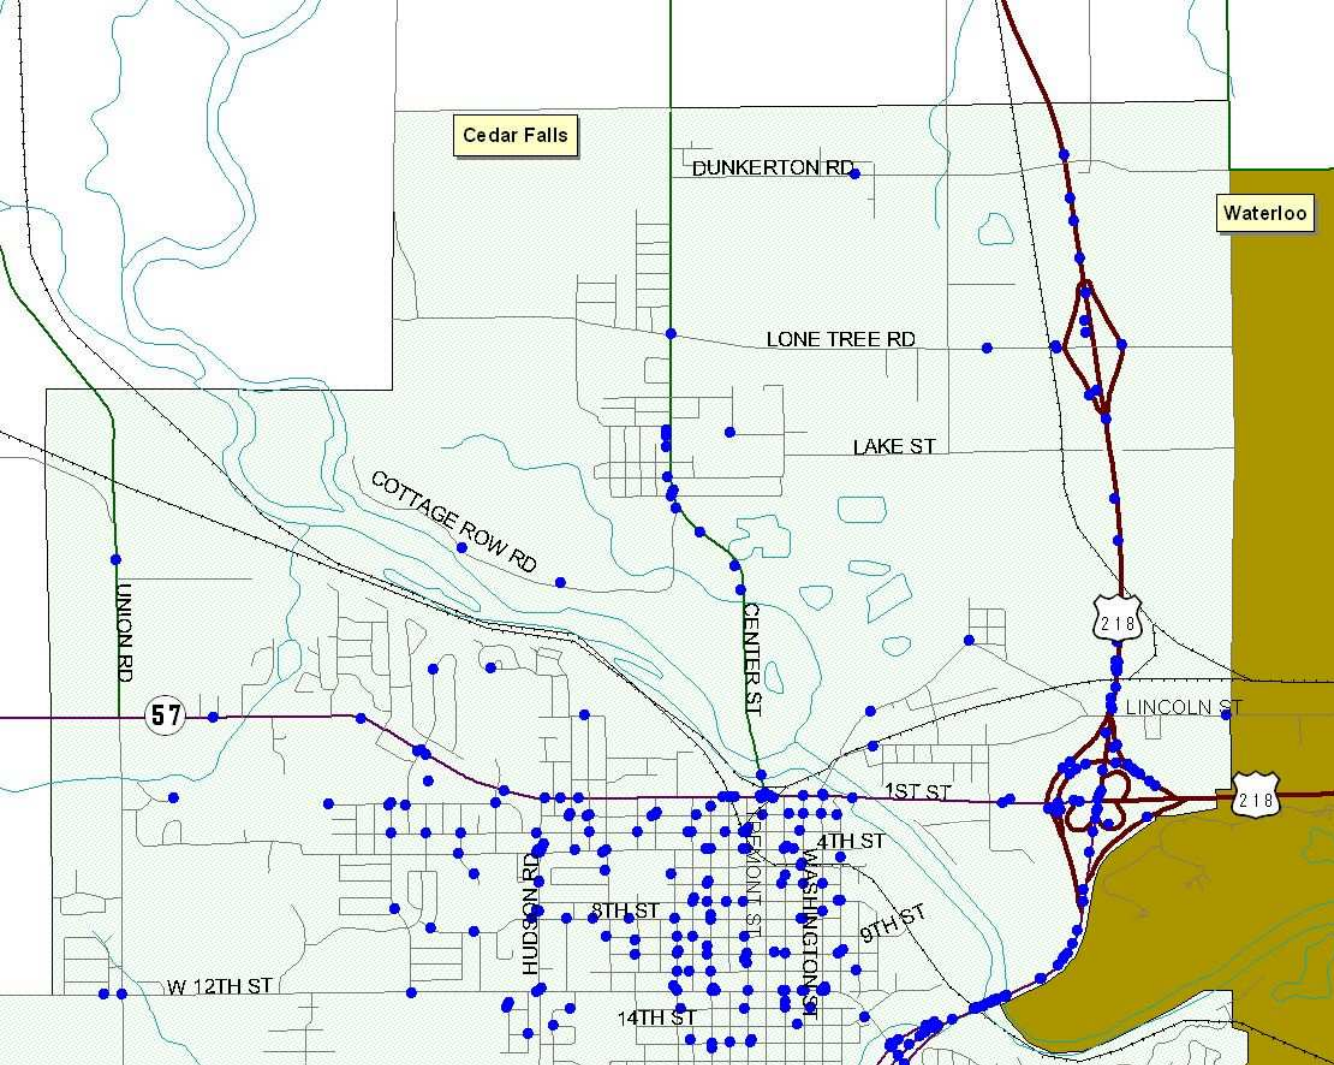 Cedar Falls
DUNKERTON RD
Waterloo
LONE TREE RD
LAKE ST
COTTAGE ROW RD
UNION RD
CENTER ST
218
57
LINCOLN ST
1ST ST
218
4TH ST
TREMONT ST
WASHINGTON ST
HUDSON RD
8TH ST
9TH ST
W 12TH ST
14TH ST